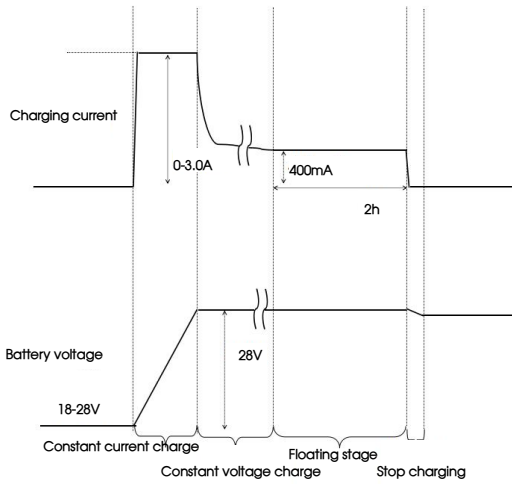 Charging current
0-3.0A
400mA
2h
Battery voltage
28V
18-28V
Constant current charge
Floating stage
Constant voltage charge
Stop charging